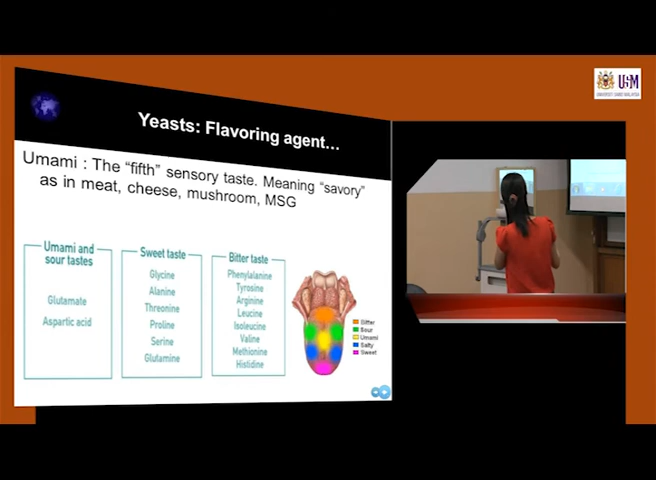 USM
Yeasts: Flavoring agent...
Umami : The "fifth" sensory taste. Meaning "savory"
as in meat, cheese, mushroom, MSG
Umami and
sour tastes
Glutamate
Aspartic acid
Sweet taste
Glycine
Alanine
Threonine
Proline
Serine
Glutamine
Bitter taste
Phenylalanine
Tyrosine
Arginine
Leucine
Isoleucine
Valine
Methionine
Histidine
Bitter
Sour
Umami
Salty
Sweet